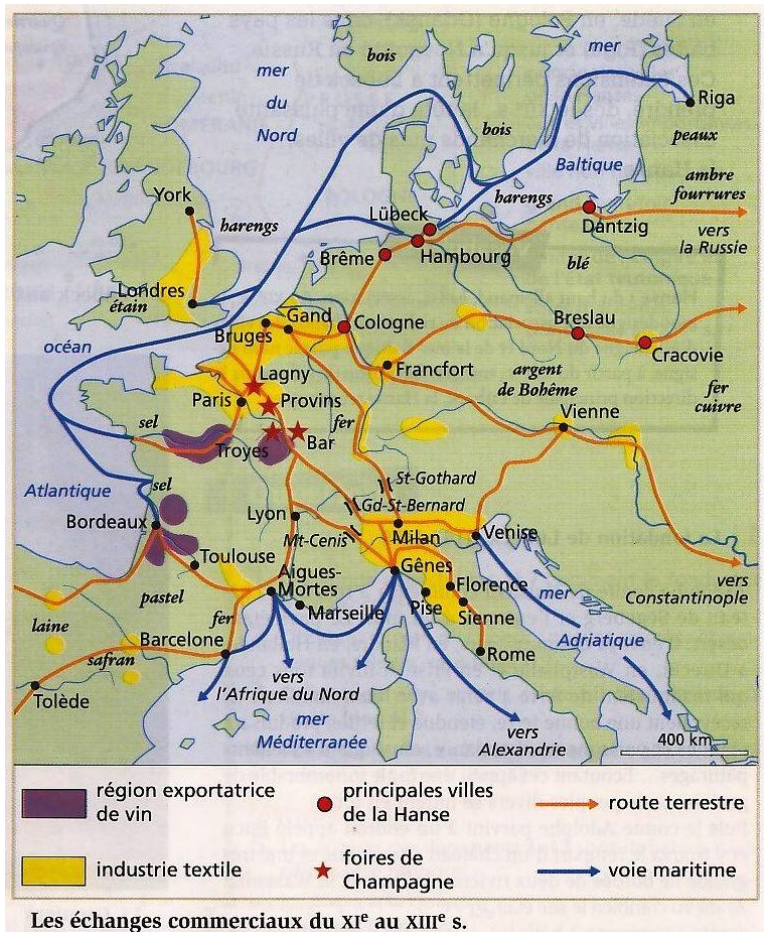 bois
mer
mer
du
Nord
Riga
bois
peaux
Baltique
York
ambre
fourrures
harengs
harengs
Lübeck
Dantzig
vers
la Russie
Brême
Hambourg
blé
Londres
étain
Gand
Cologne
Breslau
océan
Bruges
Cracovie
Lagny
Francfort
argent
de Bohême
Paris
Provins
fer
cuivre
sel
fer
Vienne
Troyes
Bar
St-Gothard
sel
Atlantique
Gd-St-Bernard
Bordeaux
Lyon
Milan
Venise
Mt-Cenis
Toulouse
Gênes
vers
Constantinople
Aigues-
Mortes
Florence
mer
pastel
Marseille
Pise
Sienne
laine
fer
Adriatique
Barcelone
Rome
safran
Tolède
vers
l'Afrique du Nord
mer
Méditerranée
vers
Alexandrie
400 km
région exportatrice
de vin
principales villes
de la Hanse
route terrestre
industrie textile
foires de
Champagne
voie maritime
Les échanges commerciaux du XIe au XIIIe s.